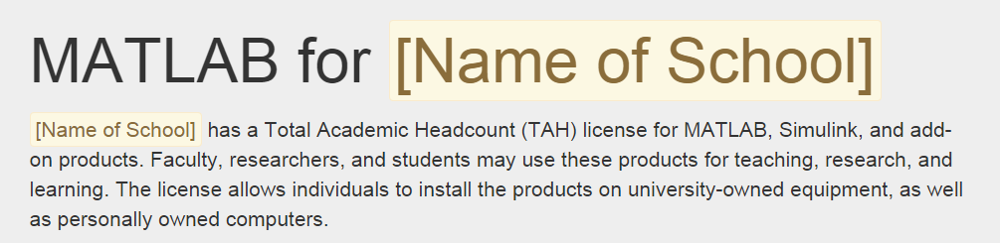 MATLAB for [Name of School]
[Name of School] has a Total Academic Headcount (TAH) license for MATLAB, Simulink, and add-
on products. Faculty, researchers, and students may use these products for teaching, research, and
learning. The license allows individuals to install the products on university-owned equipment, as well
as personally owned computers.